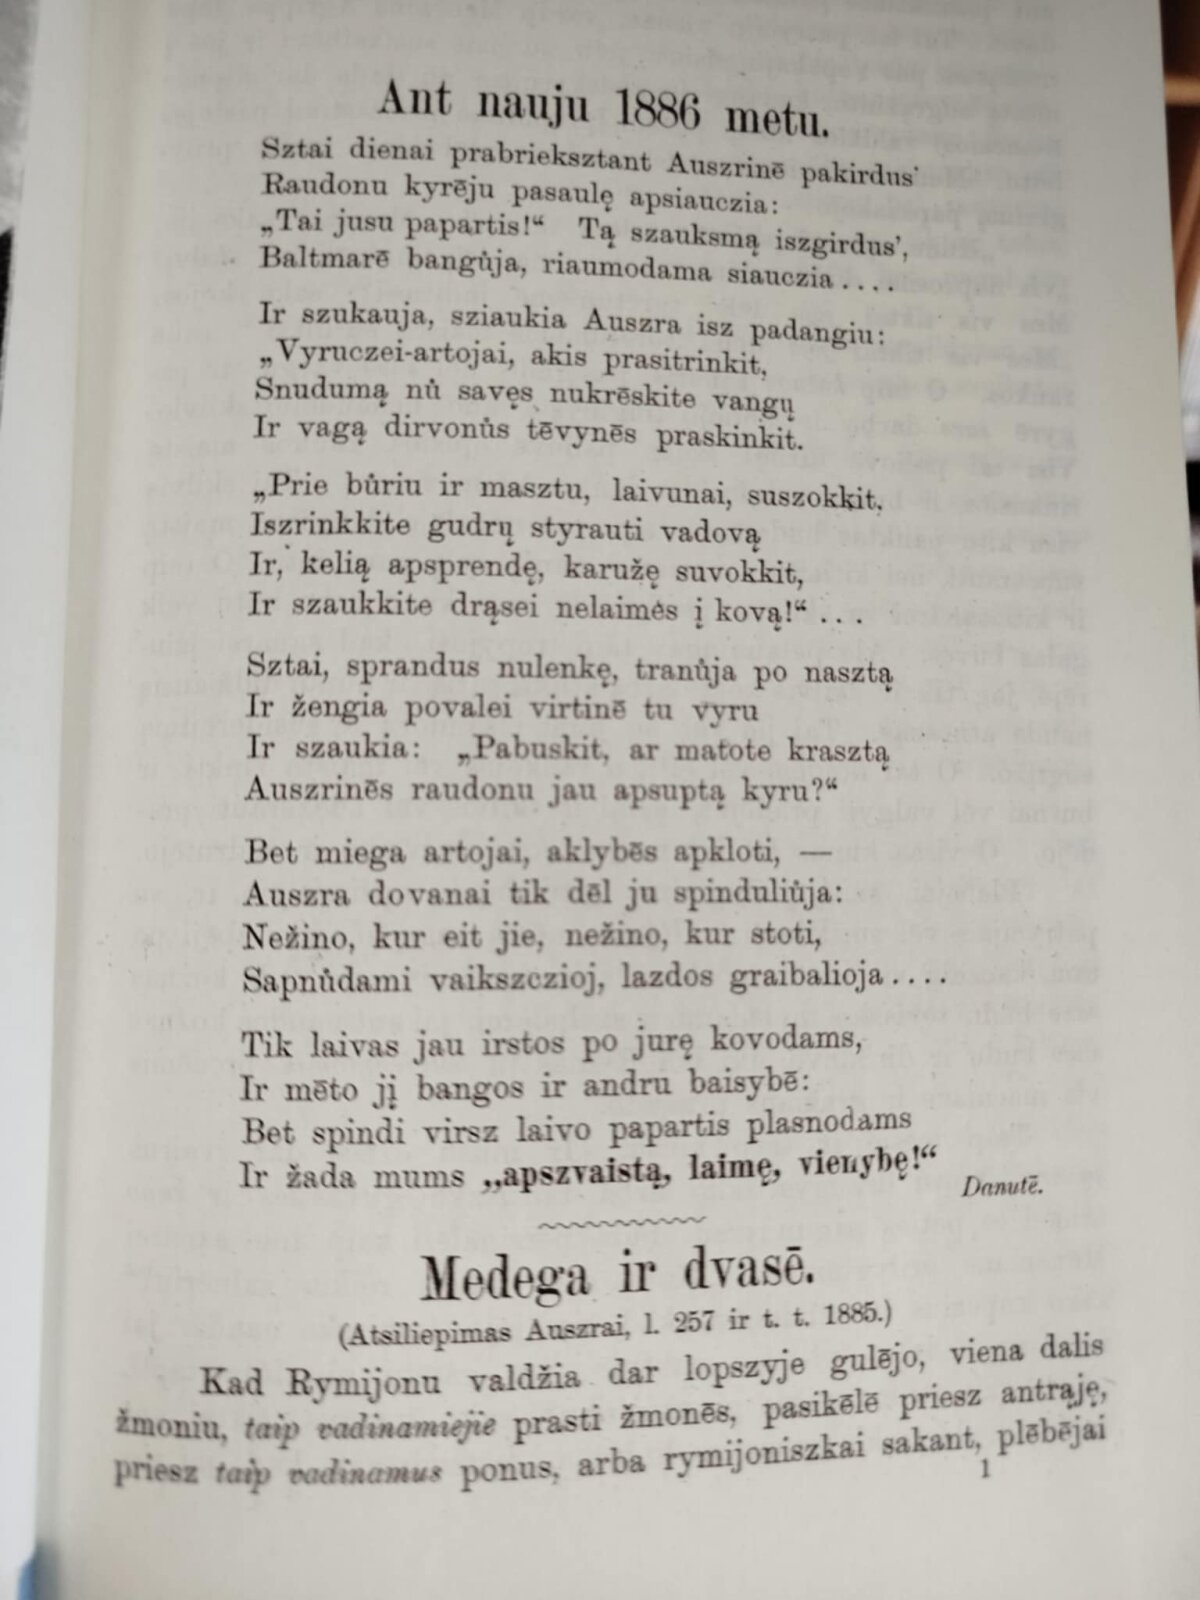 Ant nauju 1886 metu.
Sztai dienai prabrieksztant Auszrinē pakirdus'
Raudonu kyrēju pasaulę apsiauczia:
„Tai jusu papartis!“ Tą szauksmą iszgirdus',
Baltmarē bangůja, riaumodama siauczia....
Ir szukauja, sziaukia Auszra isz padangiu:
„Vyruczei-artojai, akis prasitrinkit,
Snudumą nů savęs nukrēskite vangų
Ir vagą dirvonůs tēvynēs praskinkit.
„Prie būriu ir masztu, laivunai, suszokkit,
Iszrinkkite gudrų styrauti vadovą
Ir, kelią apsprendę, karužę suvokkit,
Ir szaukkite drąsei nelaimės į kovą!“...
Sztai, sprandus nulenkę, tranůja po nasztą
Ir žengia povalei virtinē tu vyru
Ir szaukia: „Pabuskit, ar matote krasztą
Auszrinēs raudonu jau apsuptą kyru?“
Bet miega artojai, aklybēs apkloti, —
Auszra dovanai tik dēl ju spinduliůja:
Nežino, kur eit jie, nežino, kur stoti,
Sapnůdami vaikszczioj, lazdos graibalioja....
Tik laivas jau irstos po jurę kovodams,
Ir mēto jį bangos ir andru baisybē:
Bet spindi virsz laivo papartis plasnodams
Ir žada mums „apszvaistą, laimę, vienybę!“
Danutē.
Medega ir dvasē.
(Atsiliepimas Auszrai, l. 257 ir t. t. 1885.)
Kad Rymijonu valdžia dar lopszyje gulējo, viena dalis
žmoniu, taip vadinamiejie prasti žmonēs, pasikēlē priesz antrąję,
priesz taip vadinamus ponus, arba rymijoniszkai sakant, plēbējai
1